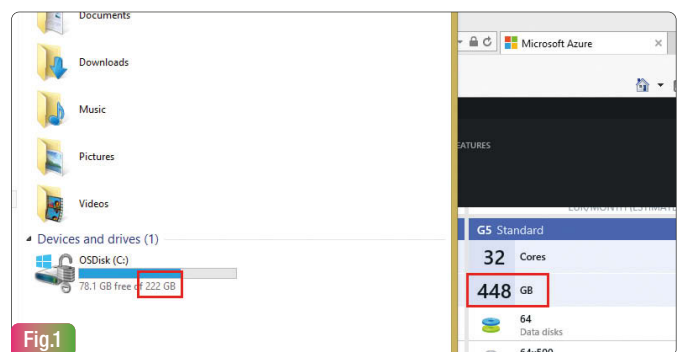 Documents
Downloads
Music
Pictures
Videos
Devices and drives (1)
OSDisk (C:)
78.1 GB free of 222 GB
Fig.1
Microsoft Azure
G5 Standard
32 Cores
448 GB
64
Data disks